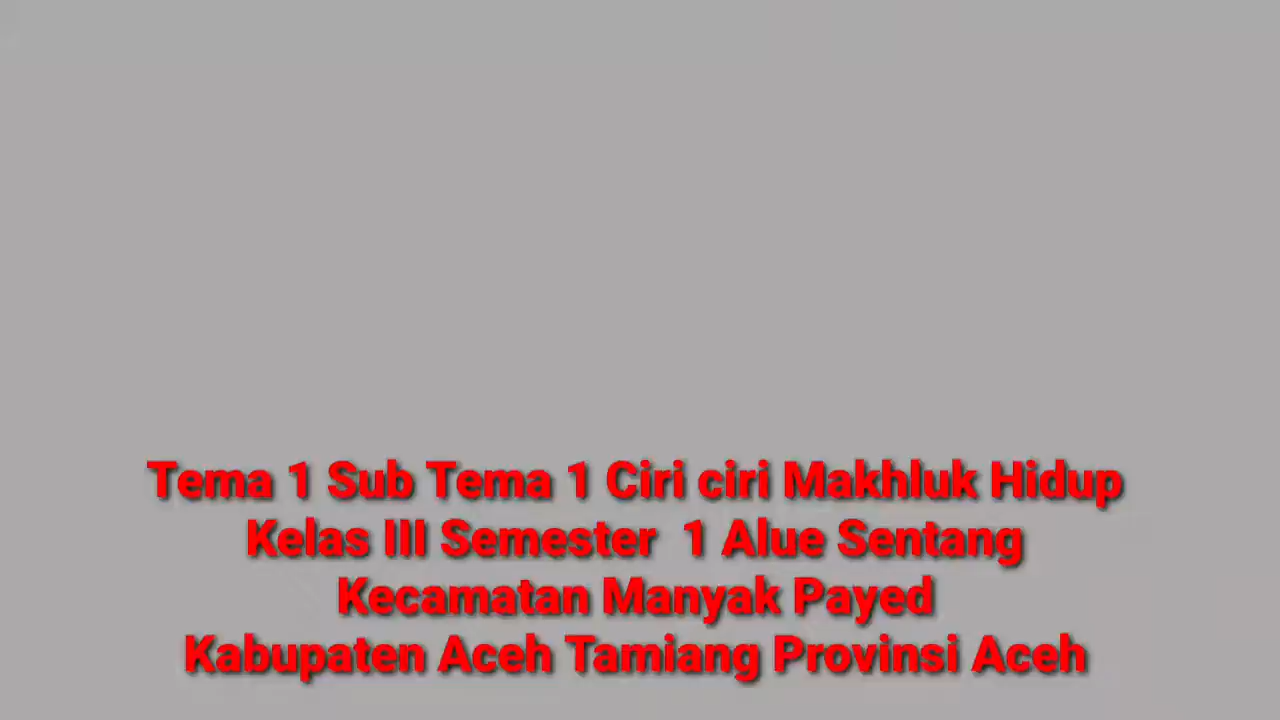 Tema 1 Sub Tema 1 Ciri ciri Makhluk Hidup
Kelas III Semester  1 Alue Sentang
Kecamatan Manyak Payed
Kabupaten Aceh Tamiang Provinsi Aceh